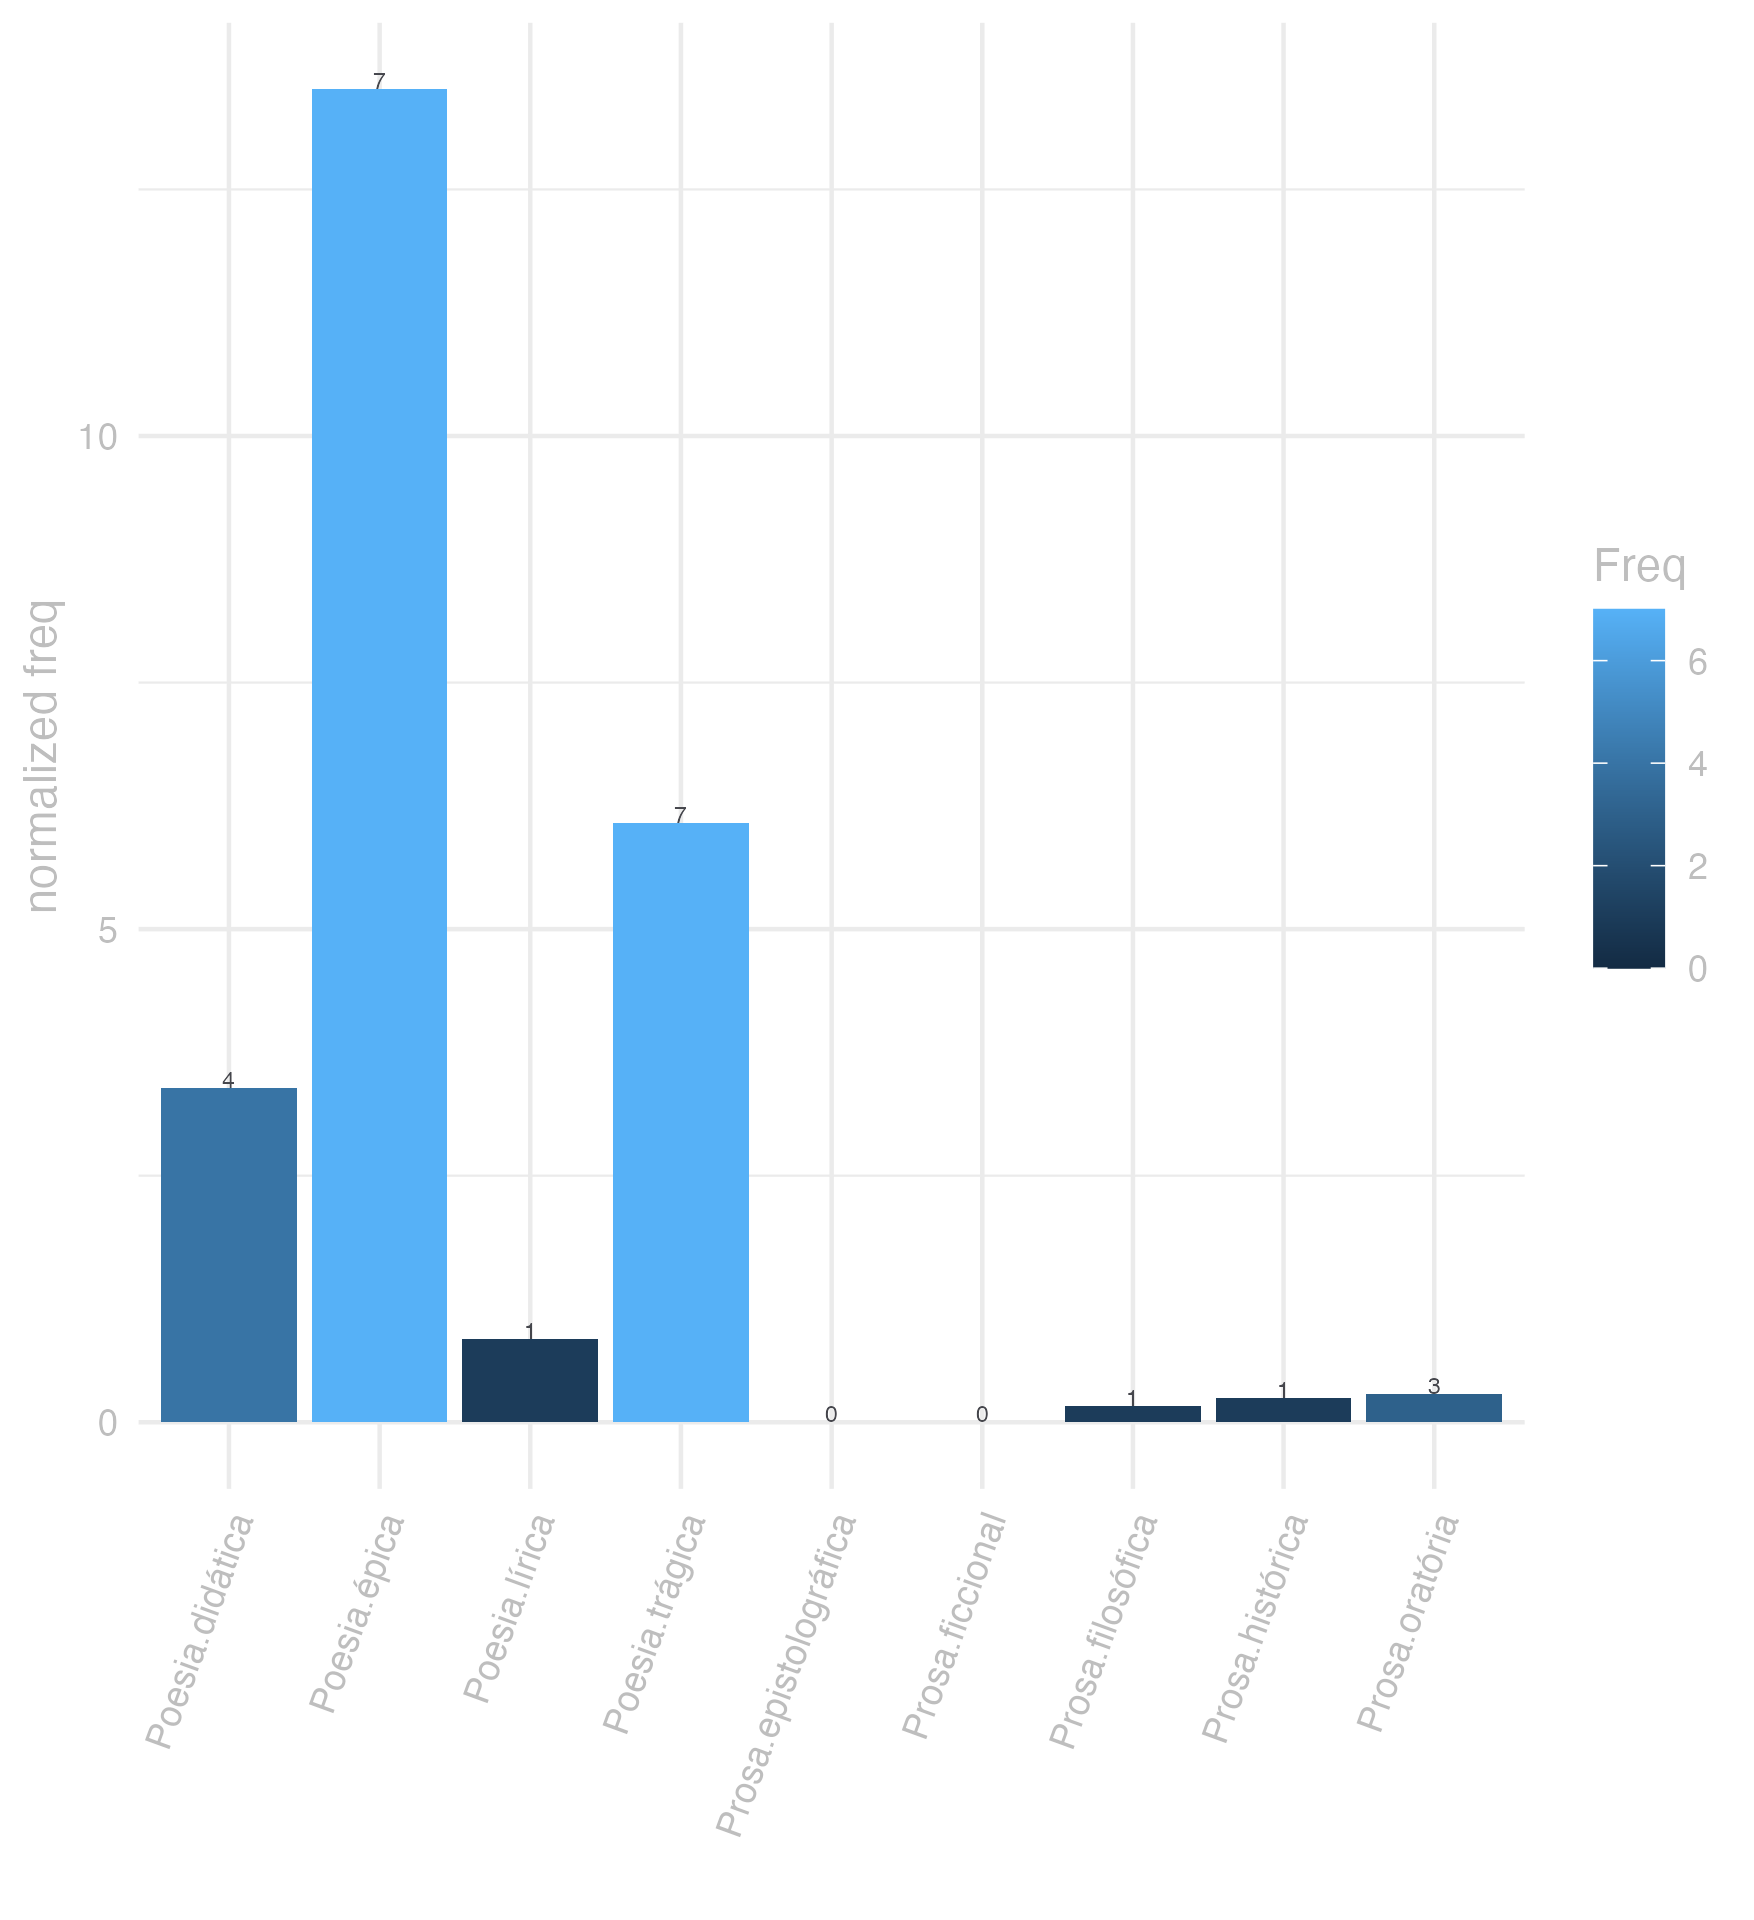 normalized freq
10
5
0
7
7
4
1
0
0
1
1
3
Poesia.didática
Poesia.épica
Poesia.lírica
Poesia.trágica
Prosa.epistolográfica
Prosa.ficcional
Prosa.filosófica
Prosa.histórica
Prosa.oratória
Freq
6
4
2
0